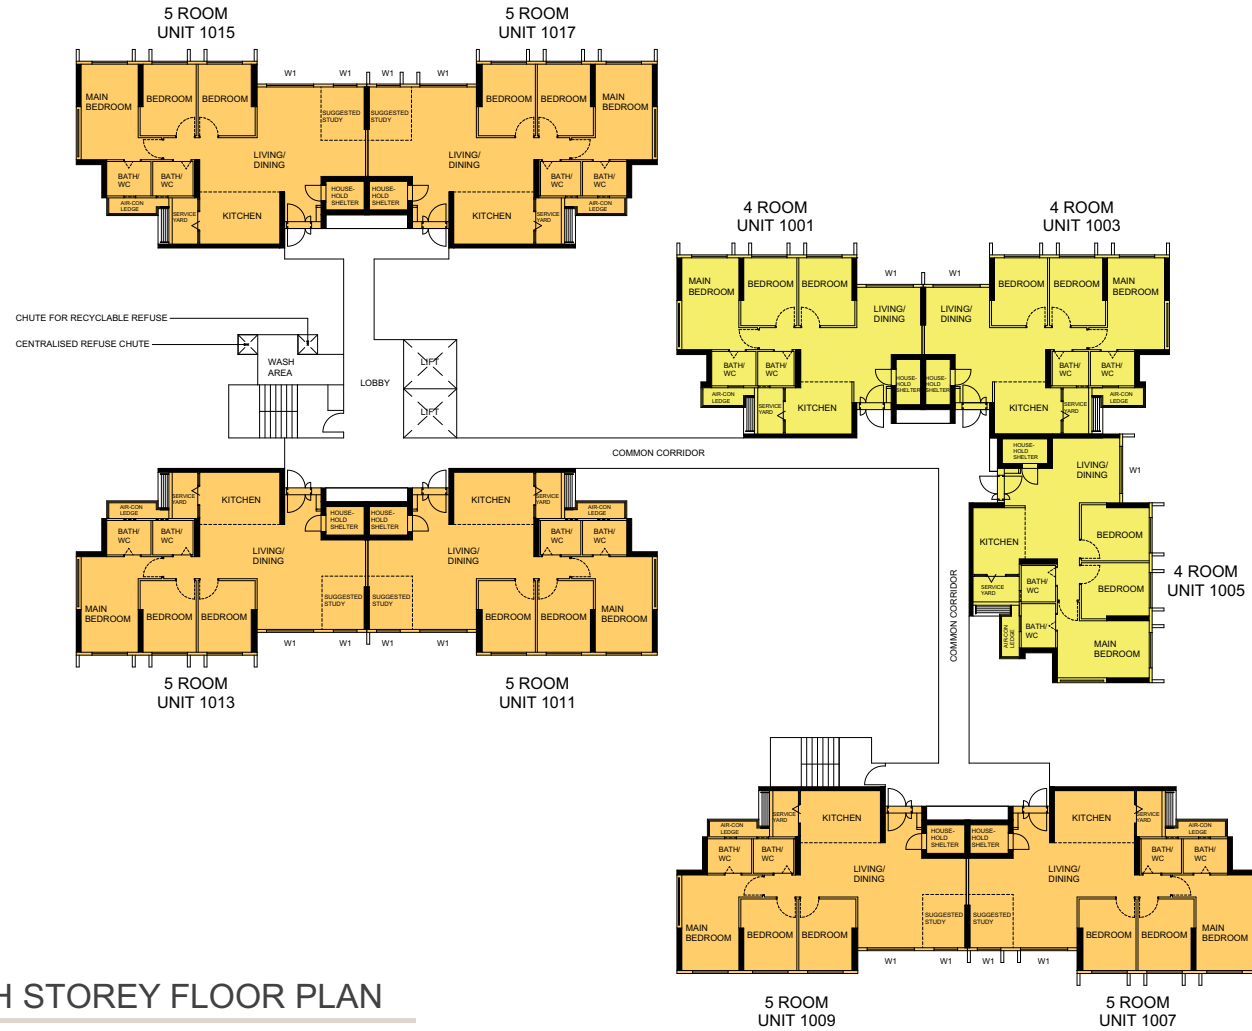 5 ROOM
UNIT 1015
5 ROOM
UNIT 1017
W1
W1
W1
W1
MAIN
BEDROOM
BEDROOM
BEDROOM
SUGGESTED
STUDY
SUGGESTED
STUDY
BEDROOM
BEDROOM
MAIN
BEDROOM
LIVING/
DINING
LIVING/
DINING
BATH/
WC
BATH/
WC
BATH/
WC
BATH/
WC
HOUSE-
HOLD
SHELTER
HOUSE-
HOLD
SHELTER
AIR-CON
LEDGE
SERVICE
YARD
KITCHEN
KITCHEN
SERVICE
YARD
AIR-CON
LEDGE
4 ROOM
UNIT 1001
4 ROOM
UNIT 1003
W1
W1
MAIN
BEDROOM
BEDROOM
BEDROOM
LIVING/
DINING
LIVING/
DINING
BEDROOM
BEDROOM
MAIN
BEDROOM
BATH/
WC
BATH/
WC
HOUSE-
HOLD
SHELTER
HOUSE-
HOLD
SHELTER
BATH/
WC
BATH/
WC
AIR-CON
LEDGE
SERVICE
YARD
KITCHEN
KITCHEN
SERVICE
YARD
AIR-CON
LEDGE
CHUTE FOR RECYCLABLE REFUSE
CENTRALISED REFUSE CHUTE
WASH
AREA
LOBBY
LIFT
LIFT
COMMON CORRIDOR
HOUSE-
HOLD
SHELTER
LIVING/
DINING
W1
KITCHEN
BEDROOM
SERVICE
YARD
BATH/
WC
BEDROOM
BATH/
WC
AIR-CON
LEDGE
MAIN
BEDROOM
4 ROOM
UNIT 1005
COMMON CORRIDOR
AIR-CON
LEDGE
SERVICE
YARD
KITCHEN
KITCHEN
SERVICE
YARD
AIR-CON
LEDGE
HOUSE-
HOLD
SHELTER
HOUSE-
HOLD
SHELTER
BATH/
WC
BATH/
WC
BATH/
WC
BATH/
WC
LIVING/
DINING
LIVING/
DINING
MAIN
BEDROOM
BEDROOM
BEDROOM
SUGGESTED
STUDY
SUGGESTED
STUDY
BEDROOM
BEDROOM
MAIN
BEDROOM
W1
W1
W1
W1
5 ROOM
UNIT 1013
5 ROOM
UNIT 1011
AIR-CON
LEDGE
SERVICE
YARD
KITCHEN
KITCHEN
SERVICE
YARD
AIR-CON
LEDGE
HOUSE-
HOLD
SHELTER
HOUSE-
HOLD
SHELTER
BATH/
WC
BATH/
WC
BATH/
WC
BATH/
WC
LIVING/
DINING
LIVING/
DINING
MAIN
BEDROOM
BEDROOM
BEDROOM
SUGGESTED
STUDY
SUGGESTED
STUDY
BEDROOM
BEDROOM
MAIN
BEDROOM
W1
W1
W1
W1
5 ROOM
UNIT 1009
5 ROOM
UNIT 1007
H STOREY FLOOR PLAN